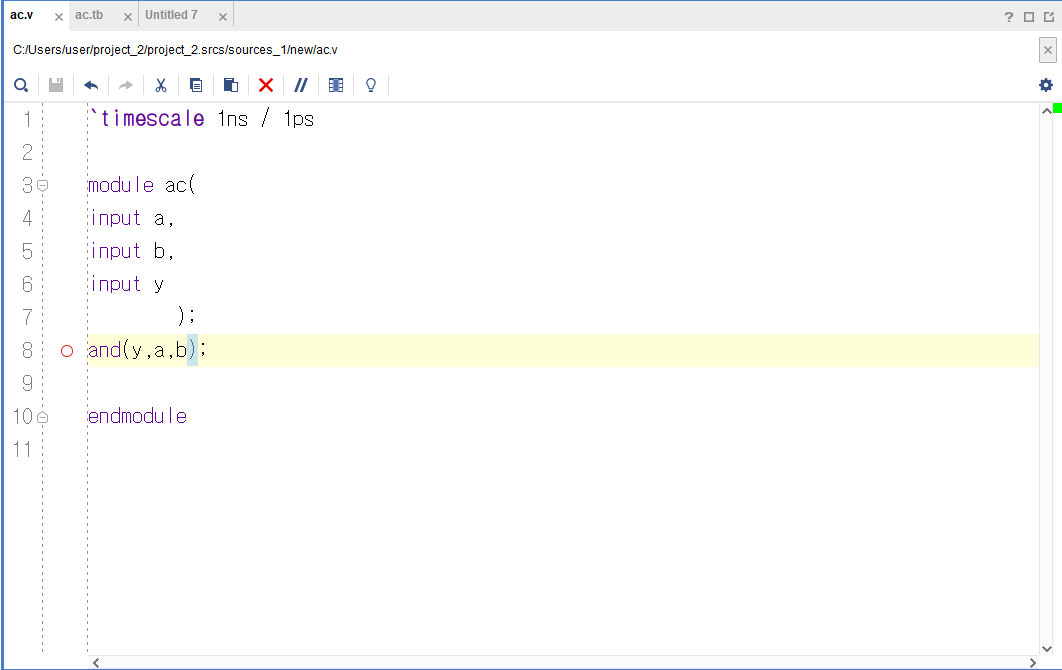 ac.v × ac.tb × Untitled 7 ×
?
C:/Users/user/project_2/project_2.srcs/sources_1/new/ac.v
1 `timescale 1ns / 1ps
2
3 module ac(
4 input a,
5 input b,
6 input y
7 );
8 and(y,a,b);
9
10 endmodule
11